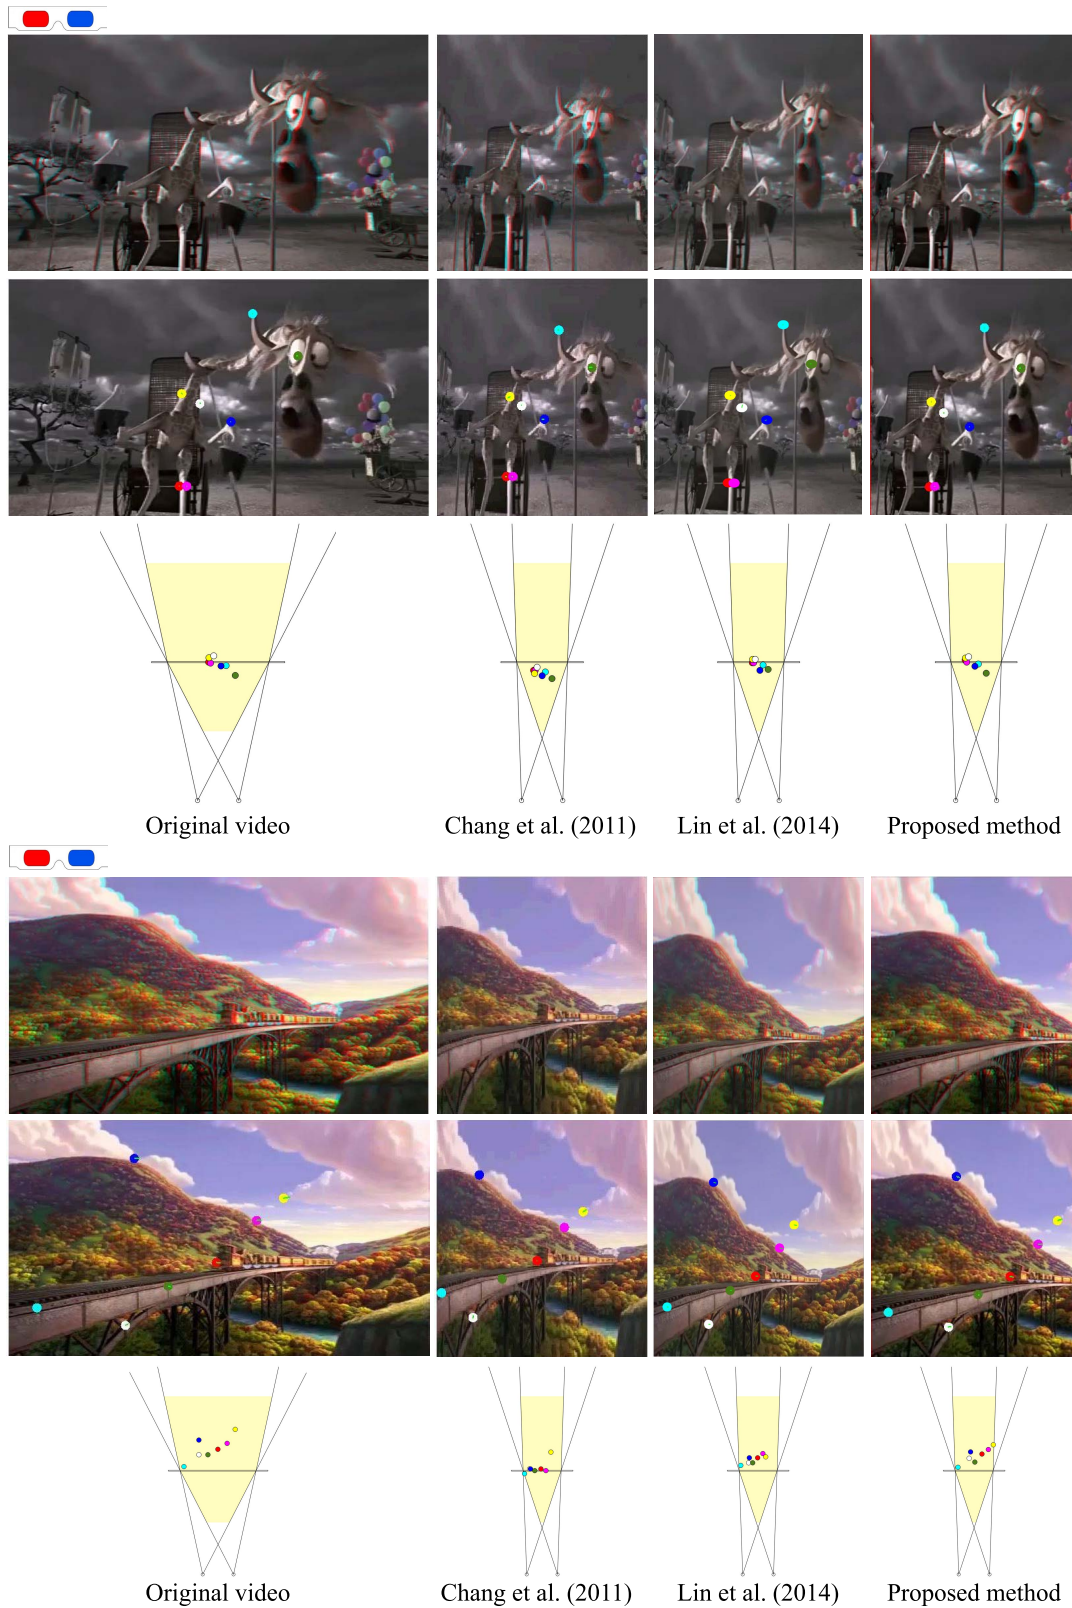 Original video
Chang et al. (2011)
Lin et al. (2014)
Proposed method
Original video
Chang et al. (2011)
Lin et al. (2014)
Proposed method